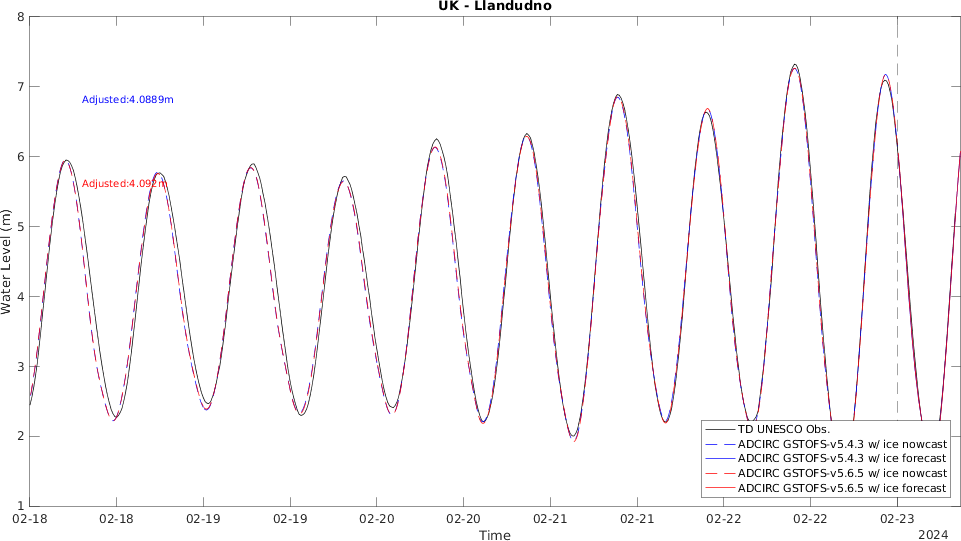 UK - Llandudno
8
7
6
5
4
3
2
1
Water Level (m)
Adjusted:4.0889m
Adjusted:4.092m
TD UNESCO Obs.
ADCIRC GSTOFS-v5.4.3 w/ ice nowcast
ADCIRC GSTOFS-v5.4.3 w/ ice forecast
ADCIRC GSTOFS-v5.6.5 w/ ice nowcast
ADCIRC GSTOFS-v5.6.5 w/ ice forecast
02-18 02-18 02-19 02-19 02-20 02-20 02-21 02-21 02-22 02-22 02-23
Time
2024